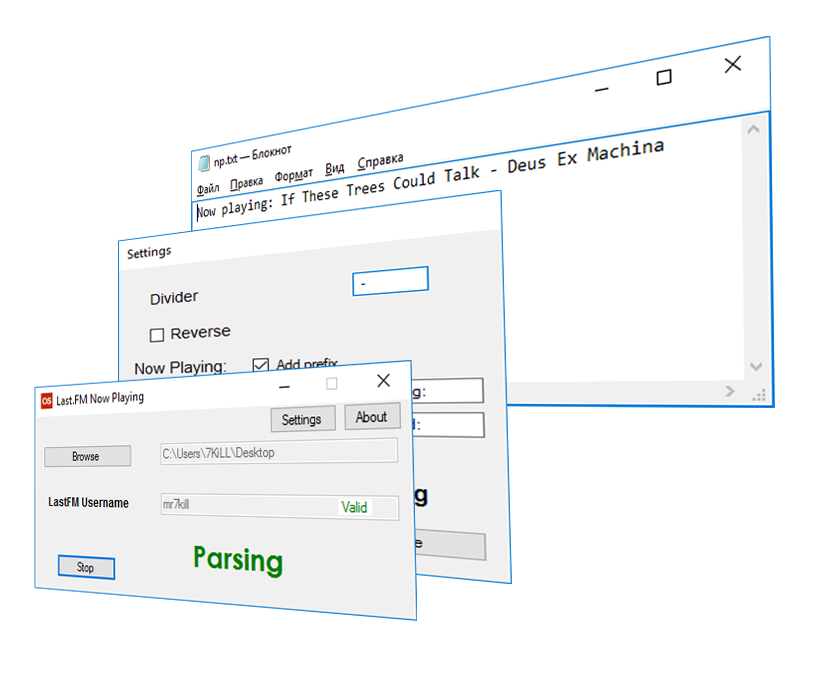 np.txt — Блокнот
Файл Правка Формат Вид Справка
Now playing: If These Trees Could Talk - Deus Ex Machina
Settings
Divider -
Reverse
Now Playing: Add prefix
g:
:
g
e
Last.FM Now Playing
Settings About
Browse C:\Users\7KiLL\Desktop
LastFM Username mr7kill Valid
Stop Parsing